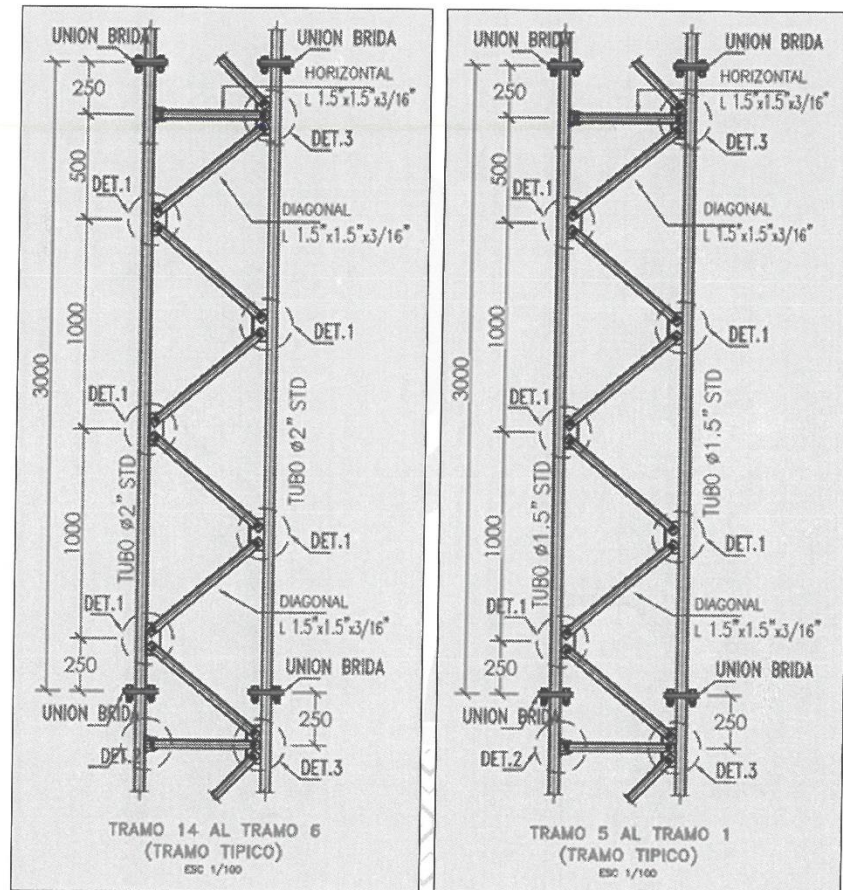 UNION BRIDA
UNION BRIDA
250
HORIZONTAL
L 1.5"x1.5"x3/16"
DET.3
500
DET.1
DIAGONAL
L 1.5"x1.5"x3/16"
1000
DET.1
3000
DET.1
TUBO ø2" STD
TUBO ø2" STD
1000
DET.1
DET.1
DIAGONAL
L 1.5"x1.5"x3/16"
250
UNION BRIDA
UNION BRIDA
250
DET.2
DET.3
TRAMO 14 AL TRAMO 6
(TRAMO TIPICO)
ESC 1/100
UNION BRIDA
UNION BRIDA
250
HORIZONTAL
L 1.5"x1.5"x3/16"
DET.3
500
DET.1
DIAGONAL
L 1.5"x1.5"x3/16"
1000
DET.1
3000
DET.1
TUBO ø1.5" STD
TUBO ø1.5" STD
1000
DET.1
DET.1
DIAGONAL
L 1.5"x1.5"x3/16"
250
UNION BRIDA
UNION BRIDA
250
DET.2
DET.3
TRAMO 5 AL TRAMO 1
(TRAMO TIPICO)
ESC 1/100